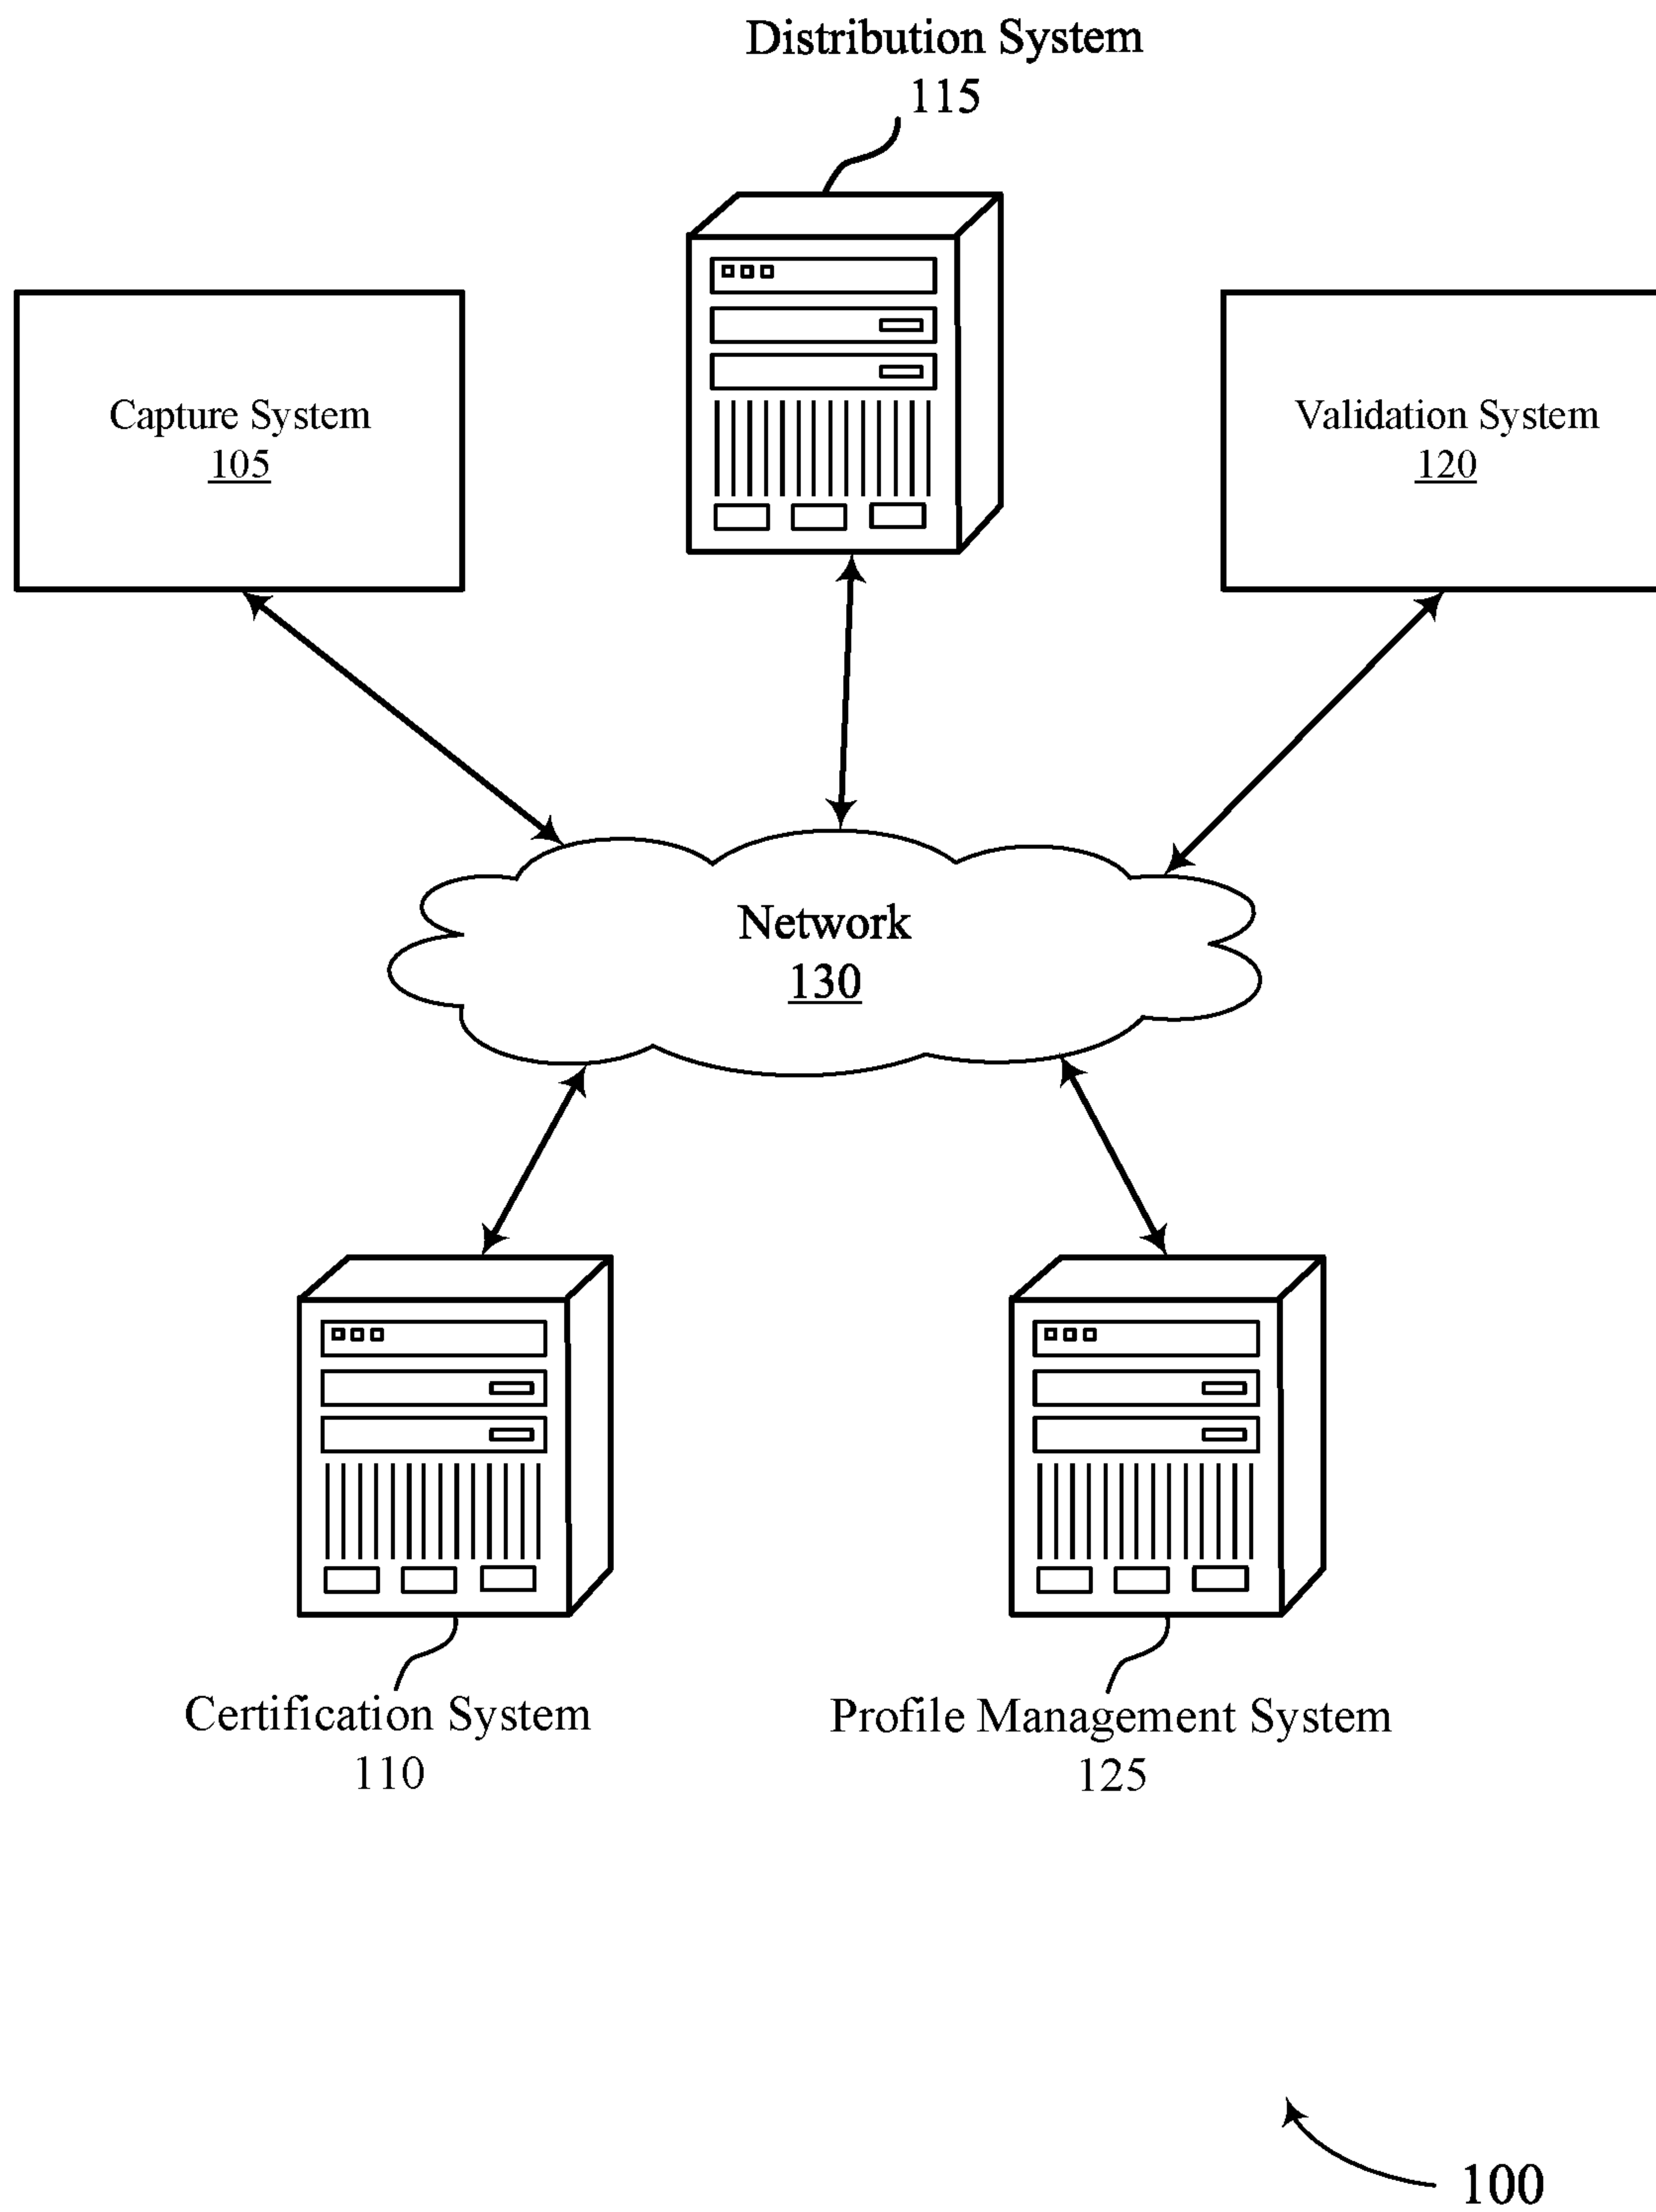 Distribution System
115
Capture System
105
Validation System
120
Network
130
Certification System
110
Profile Management System
125
100